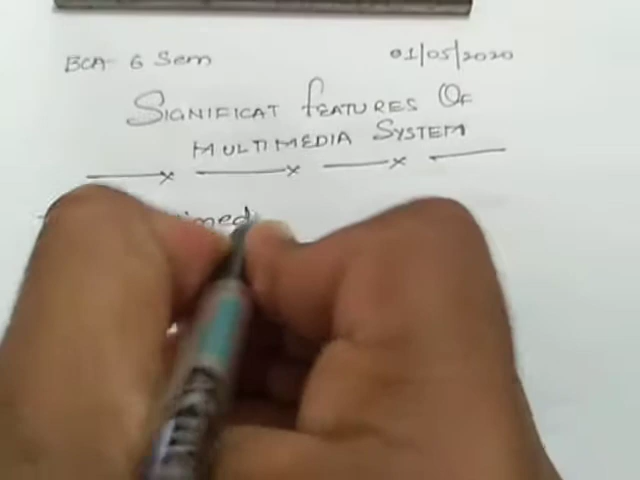 BCA- 6 Sem 01/05/2020
SIGNIFICAT FEATURES OF
MULTIMEDIA SYSTEM